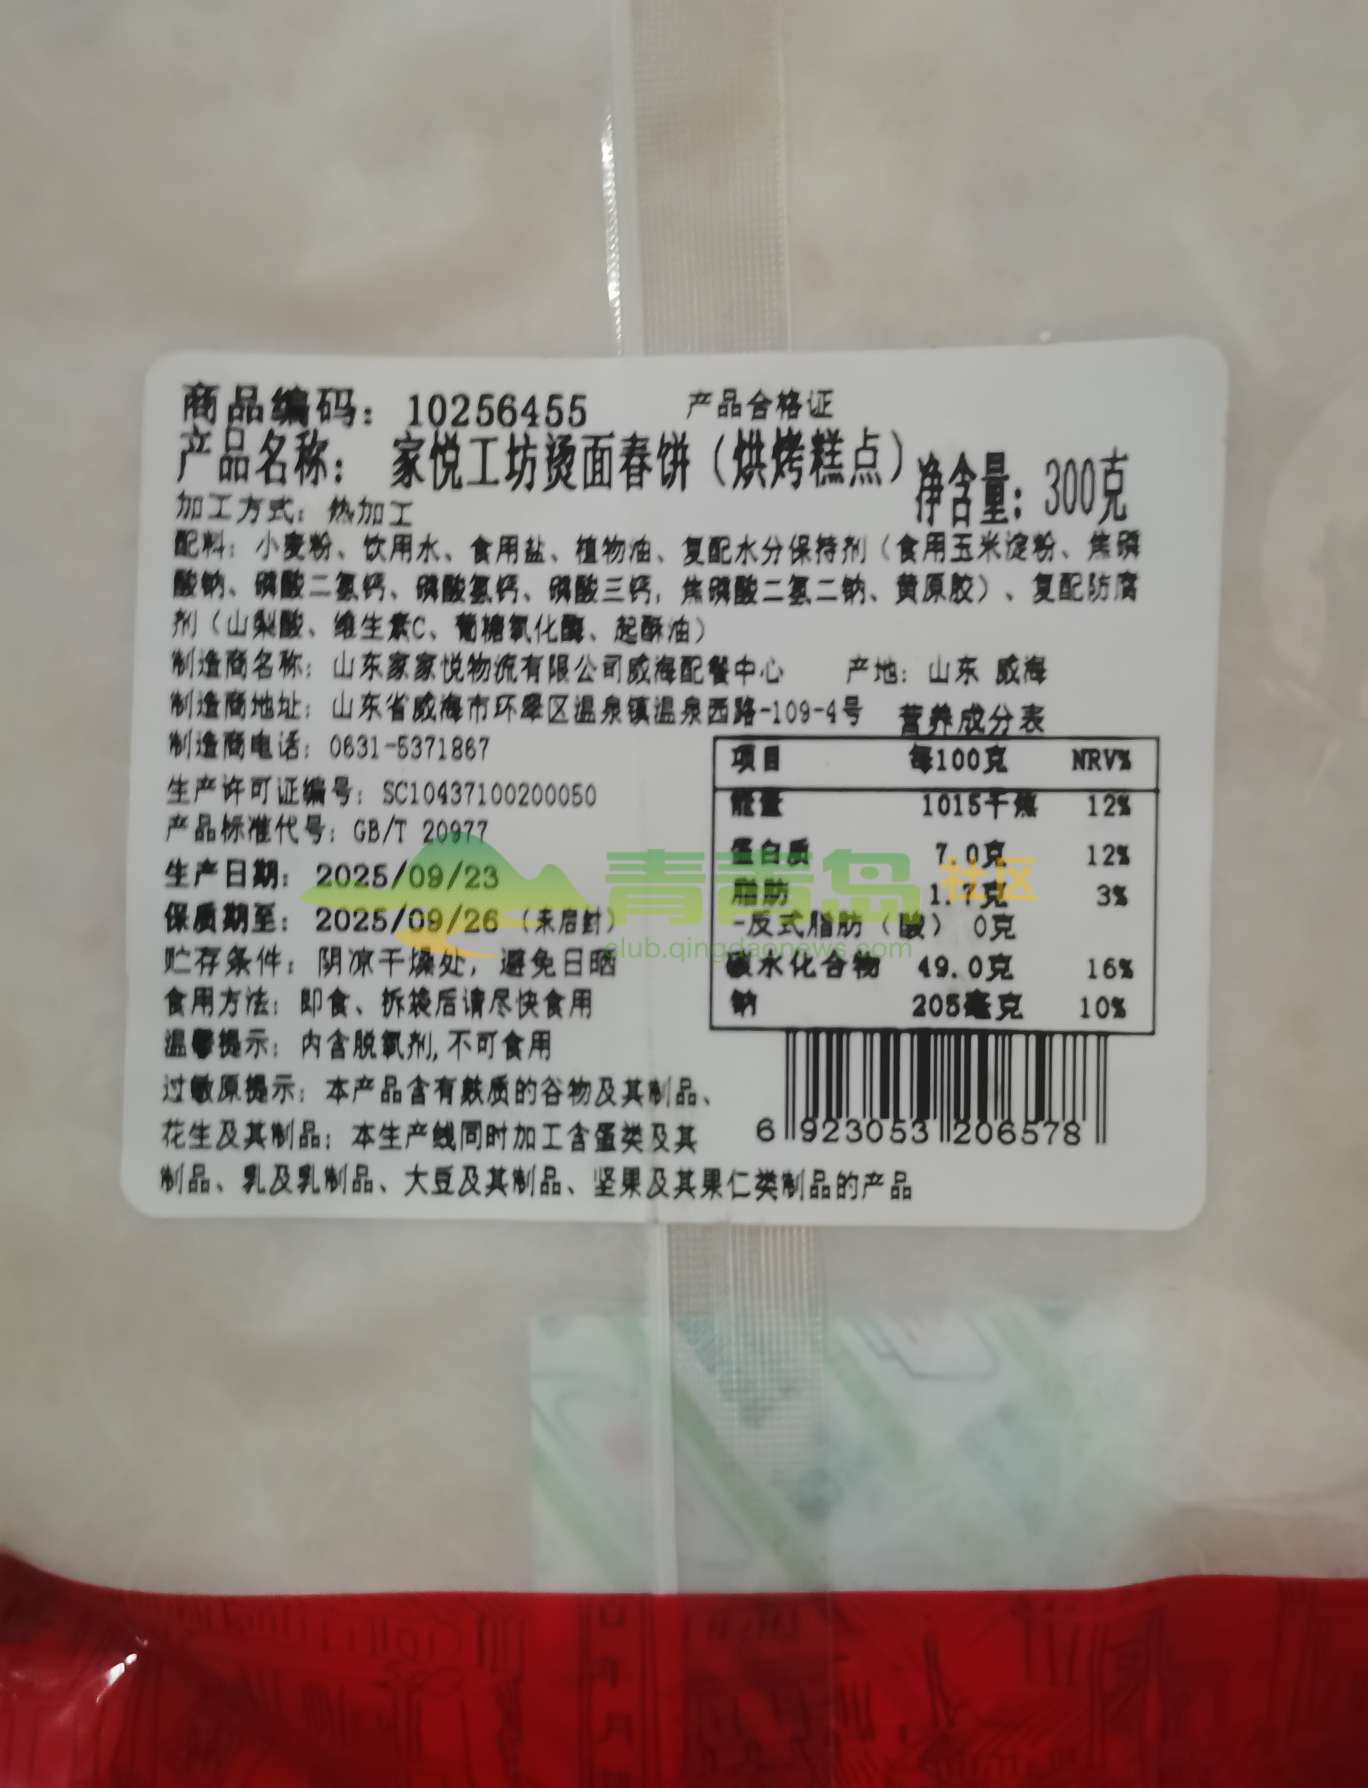 商品编码： 10256455 产品合格证
产品名称： 家悦工坊烫面春饼（烘烤糕点） 净含量：300克
加工方式：热加工
配料：小麦粉、饮用水、食用盐、植物油、复配水分保持剂（食用玉米淀粉、焦磷
酸钠、磷酸二氢钙、磷酸氢钙、磷酸三钙，焦磷酸二氢二钠、黄原胶）、复配防腐
剂（山梨酸、维生素C、葡糖氧化酶、起酥油）
制造商名称：山东家家悦物流有限公司威海配餐中心 产地：山东 威海
制造商地址：山东省威海市环翠区温泉镇温泉西路-109-4号
制造商电话：0631-5371867
生产许可证编号：SC10437100200050
产品标准代号：GB/T 20977
生产日期： 2025/09/23
保质期至： 2025/09/26（未启封）
贮存条件：阴凉干燥处，避免日晒
食用方法：即食、拆袋后请尽快食用
温馨提示：内含脱氧剂,不可食用
过敏原提示：本产品含有麸质的谷物及其制品、
花生及其制品；本生产线同时加工含蛋类及其
制品、乳及乳制品、大豆及其制品、坚果及其果仁类制品的产品
营养成分表
项目 每100克 NRV%
能量 1015千焦 12%
蛋白质 7.0克 12%
脂肪 1.7克 3%
-反式脂肪（酸） 0克
碳水化合物 49.0克 16%
钠 205毫克 10%
6 923053 206578
青青岛社区
club.qingdaonews.com